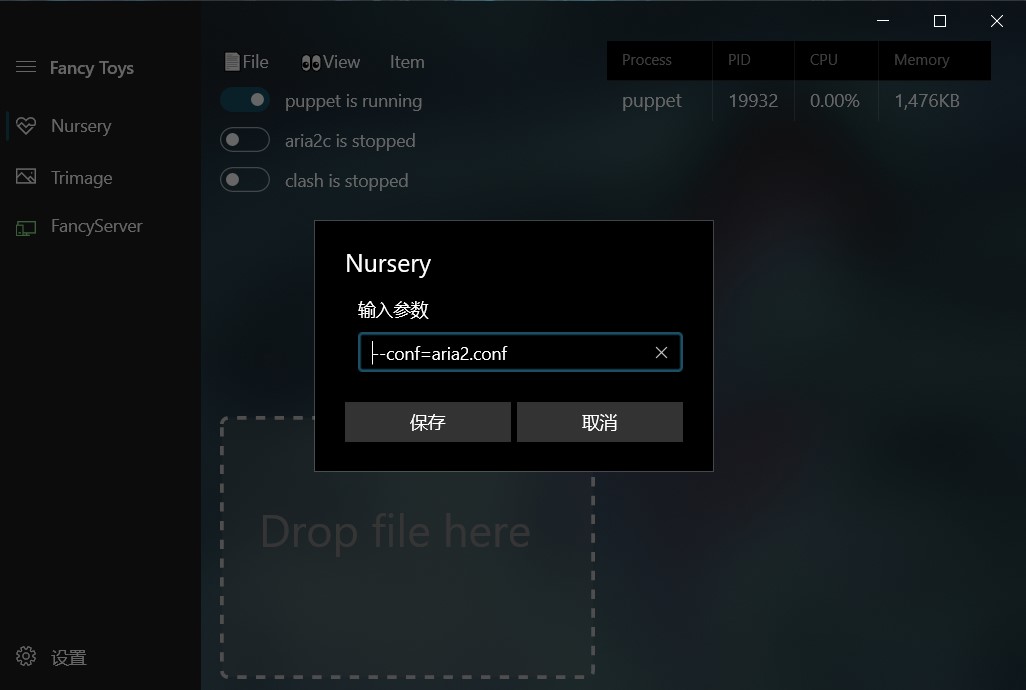 Fancy Toys
Nursery
Trimage
FancyServer
设置
File View Item
puppet is running
aria2c is stopped
clash is stopped
Process PID CPU Memory
puppet 19932 0.00% 1,476KB
Nursery
输入参数
--conf=aria2.conf
保存 取消
Drop file here